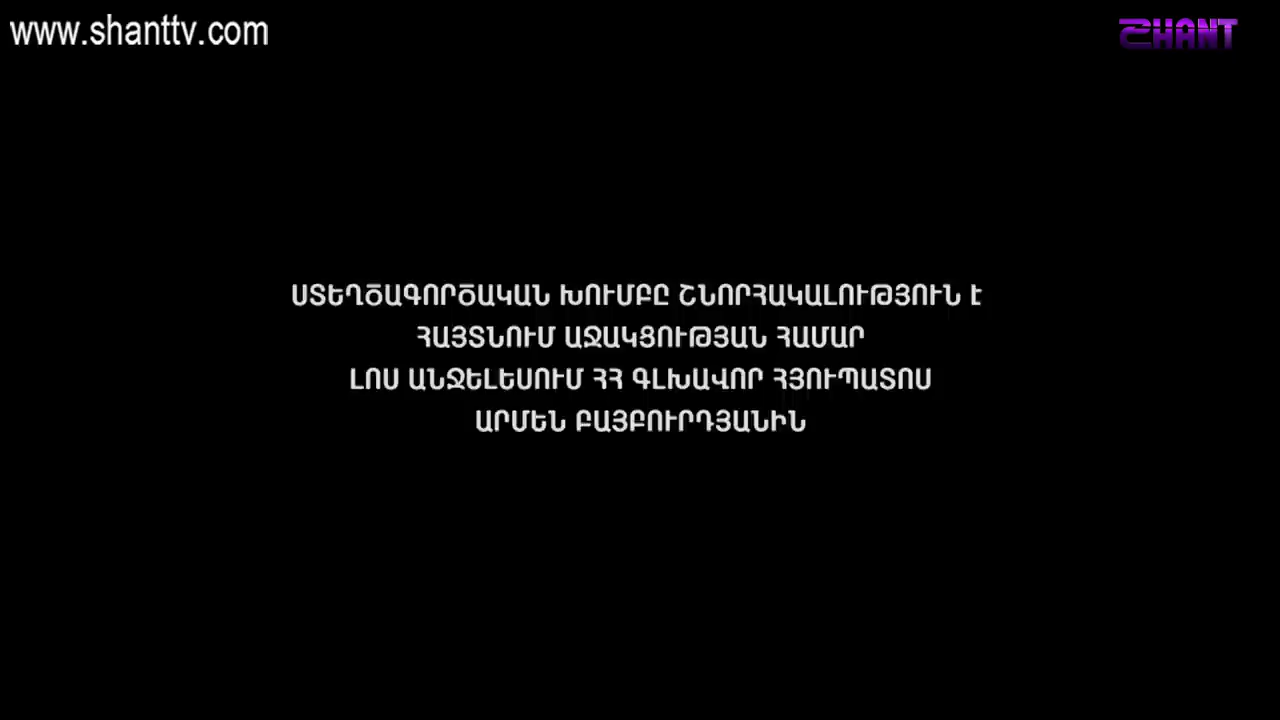 www.shanttv.com
SHANT
ՍՏԵՂԾԱԳՈՐԾԱԿԱՆ ԽՈՒՄԲԸ ՇՆՈՐՀԱԿԱԼՈՒԹՅՈՒՆ Է
ՀԱՅՏՆՈՒՄ ԱՋԱԿՑՈՒԹՅԱՆ ՀԱՄԱՐ
ԼՈՍ ԱՆՋԵԼԵՍՈՒՄ ՀՀ ԳԼԽԱՎՈՐ ՀՅՈՒՊԱՏՈՍ
ԱՐՄԵՆ ԲԱՅԲՈՒՐԴՅԱՆԻՆ